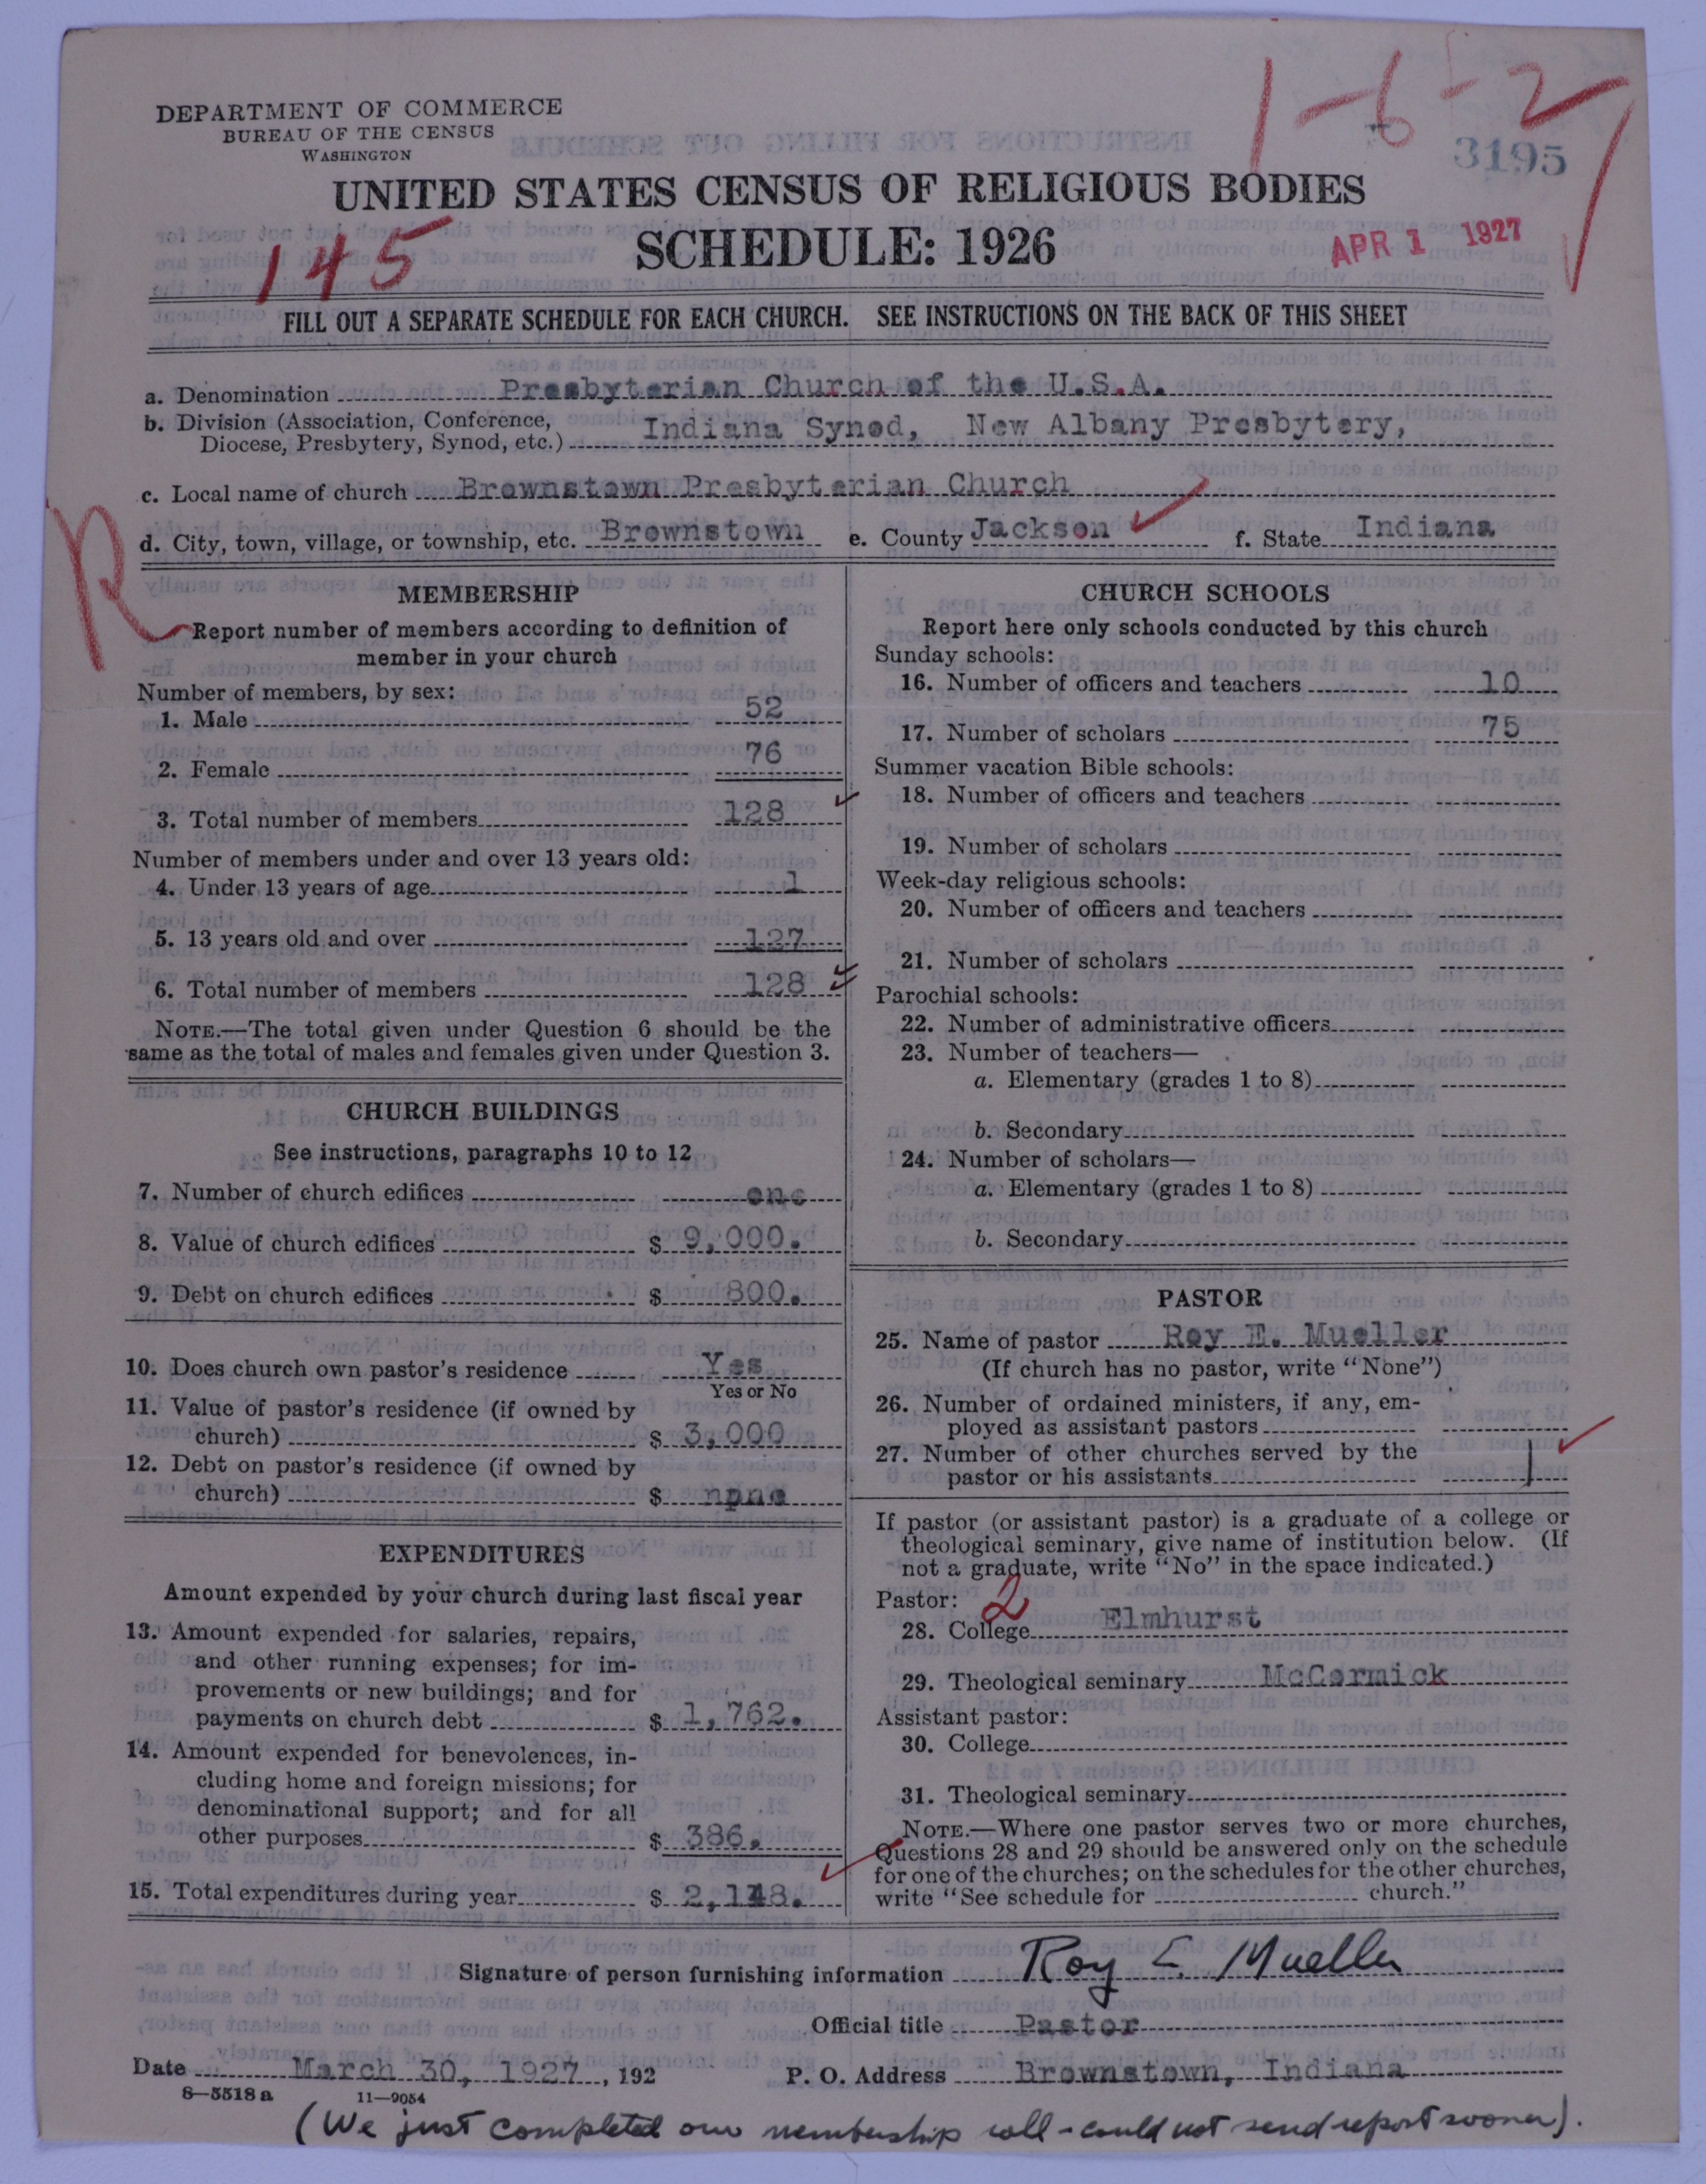 1-6-2
DEPARTMENT OF COMMERCE
BUREAU OF THE CENSUS
WASHINGTON
3195
UNITED STATES CENSUS OF RELIGIOUS BODIES
145
SCHEDULE: 1926
APR 1 1927
FILL OUT A SEPARATE SCHEDULE FOR EACH CHURCH. SEE INSTRUCTIONS ON THE BACK OF THIS SHEET
a. Denomination Presbyterian Church of the U.S.A.
b. Division (Association, Conference,
Diocese, Presbytery, Synod, etc.) Indiana Synod, New Albany Presbytery,
c. Local name of church Brownstown Presbyterian Church
R
d. City, town, village, or township, etc. Brownstown e. County Jackson f. State Indiana
MEMBERSHIP
Report number of members according to definition of
member in your church
Number of members, by sex:
1. Male 52
2. Female 76
3. Total number of members 128
Number of members under and over 13 years old:
4. Under 13 years of age 1
5. 13 years old and over 127
6. Total number of members 128
NOTE.—The total given under Question 6 should be the
same as the total of males and females given under Question 3.
CHURCH BUILDINGS
See instructions, paragraphs 10 to 12
7. Number of church edifices one
8. Value of church edifices $ 9,000.
9. Debt on church edifices $ 800.
10. Does church own pastor's residence Yes
Yes or No
11. Value of pastor's residence (if owned by
church) $ 3,000
12. Debt on pastor's residence (if owned by
church) $ none
EXPENDITURES
Amount expended by your church during last fiscal year
13. Amount expended for salaries, repairs,
and other running expenses; for im-
provements or new buildings; and for
payments on church debt $ 1,762.
14. Amount expended for benevolences, in-
cluding home and foreign missions; for
denominational support; and for all
other purposes $ 386.
15. Total expenditures during year $ 2,148.
CHURCH SCHOOLS
Report here only schools conducted by this church
Sunday schools:
16. Number of officers and teachers 10
17. Number of scholars 75
Summer vacation Bible schools:
18. Number of officers and teachers
19. Number of scholars
Week-day religious schools:
20. Number of officers and teachers
21. Number of scholars
Parochial schools:
22. Number of administrative officers
23. Number of teachers—
a. Elementary (grades 1 to 8)
b. Secondary
24. Number of scholars—
a. Elementary (grades 1 to 8)
b. Secondary
PASTOR
25. Name of pastor Roy E. Mueller
(If church has no pastor, write "None")
26. Number of ordained ministers, if any, em-
ployed as assistant pastors
27. Number of other churches served by the
pastor or his assistants 1
If pastor (or assistant pastor) is a graduate of a college or
theological seminary, give name of institution below. (If
not a graduate, write "No" in the space indicated.)
Pastor: 2
28. College Elmhurst
29. Theological seminary McCormick
Assistant pastor:
30. College
31. Theological seminary
NOTE.—Where one pastor serves two or more churches,
Questions 28 and 29 should be answered only on the schedule
for one of the churches; on the schedules for the other churches,
write "See schedule for church."
Signature of person furnishing information Roy E. Mueller
Official title Pastor
Date March 30, 1927, 192 P. O. Address Brownstown, Indiana
8—5518 a 11—9054
(We just completed our membership roll - could not send report sooner).